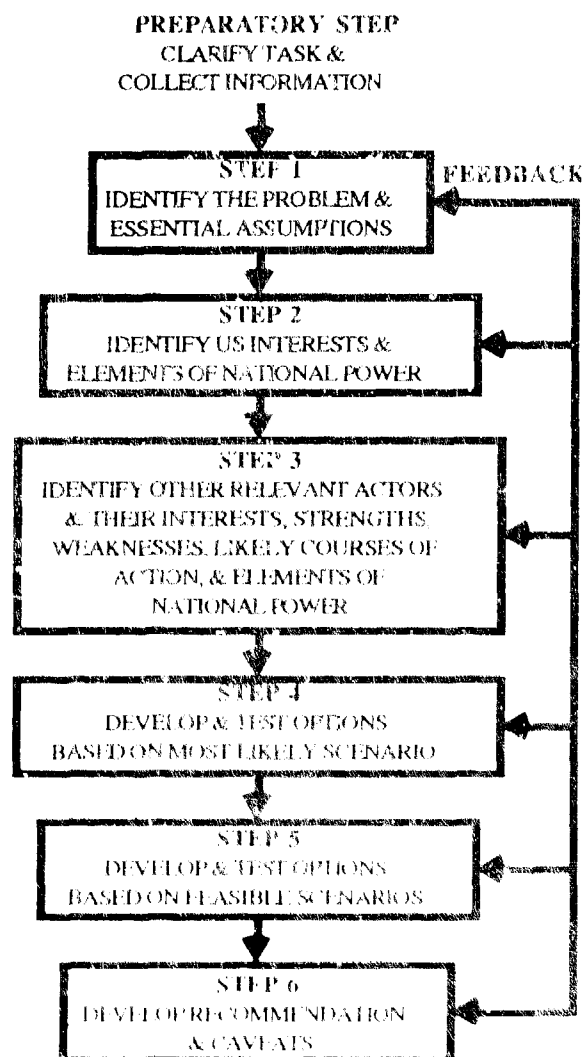 PREPARATORY STEP
CLARIFY TASK &
COLLECT INFORMATION
STEP 1
FEEDBACK
IDENTIFY THE PROBLEM &
ESSENTIAL ASSUMPTIONS
STEP 2
IDENTIFY US INTERESTS &
ELEMENTS OF NATIONAL POWER
STEP 3
IDENTIFY OTHER RELEVANT ACTORS
& THEIR INTERESTS, STRENGTHS
WEAKNESSES, LIKELY COURSES OF
ACTION, & ELEMENTS OF
NATIONAL POWER
STEP 4
DEVELOP & TEST OPTIONS
BASED ON MOST LIKELY SCENARIO
STEP 5
DEVELOP & TEST OPTIONS
BASED ON FEASIBLE SCENARIOS
STEP 6
DEVELOP RECOMMENDATION
& CAVEATS